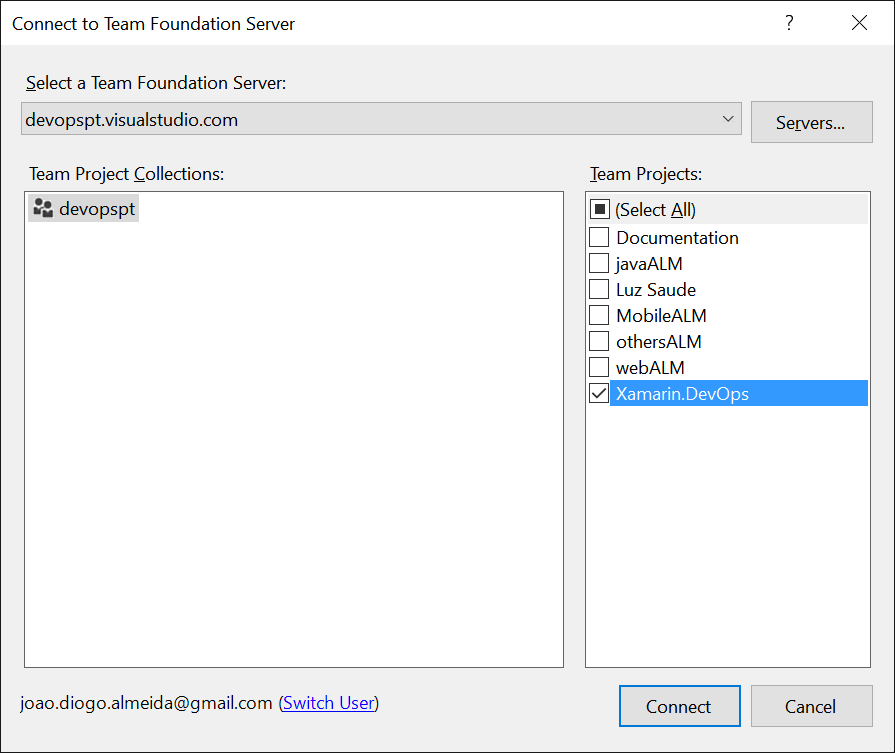 Connect to Team Foundation Server
?
Select a Team Foundation Server:
devopspt.visualstudio.com
Servers...
Team Project Collections:
devopspt
Team Projects:
(Select All)
Documentation
javaALM
Luz Saude
MobileALM
othersALM
webALM
Xamarin.DevOps
joao.diogo.almeida@gmail.com (Switch User)
Connect
Cancel